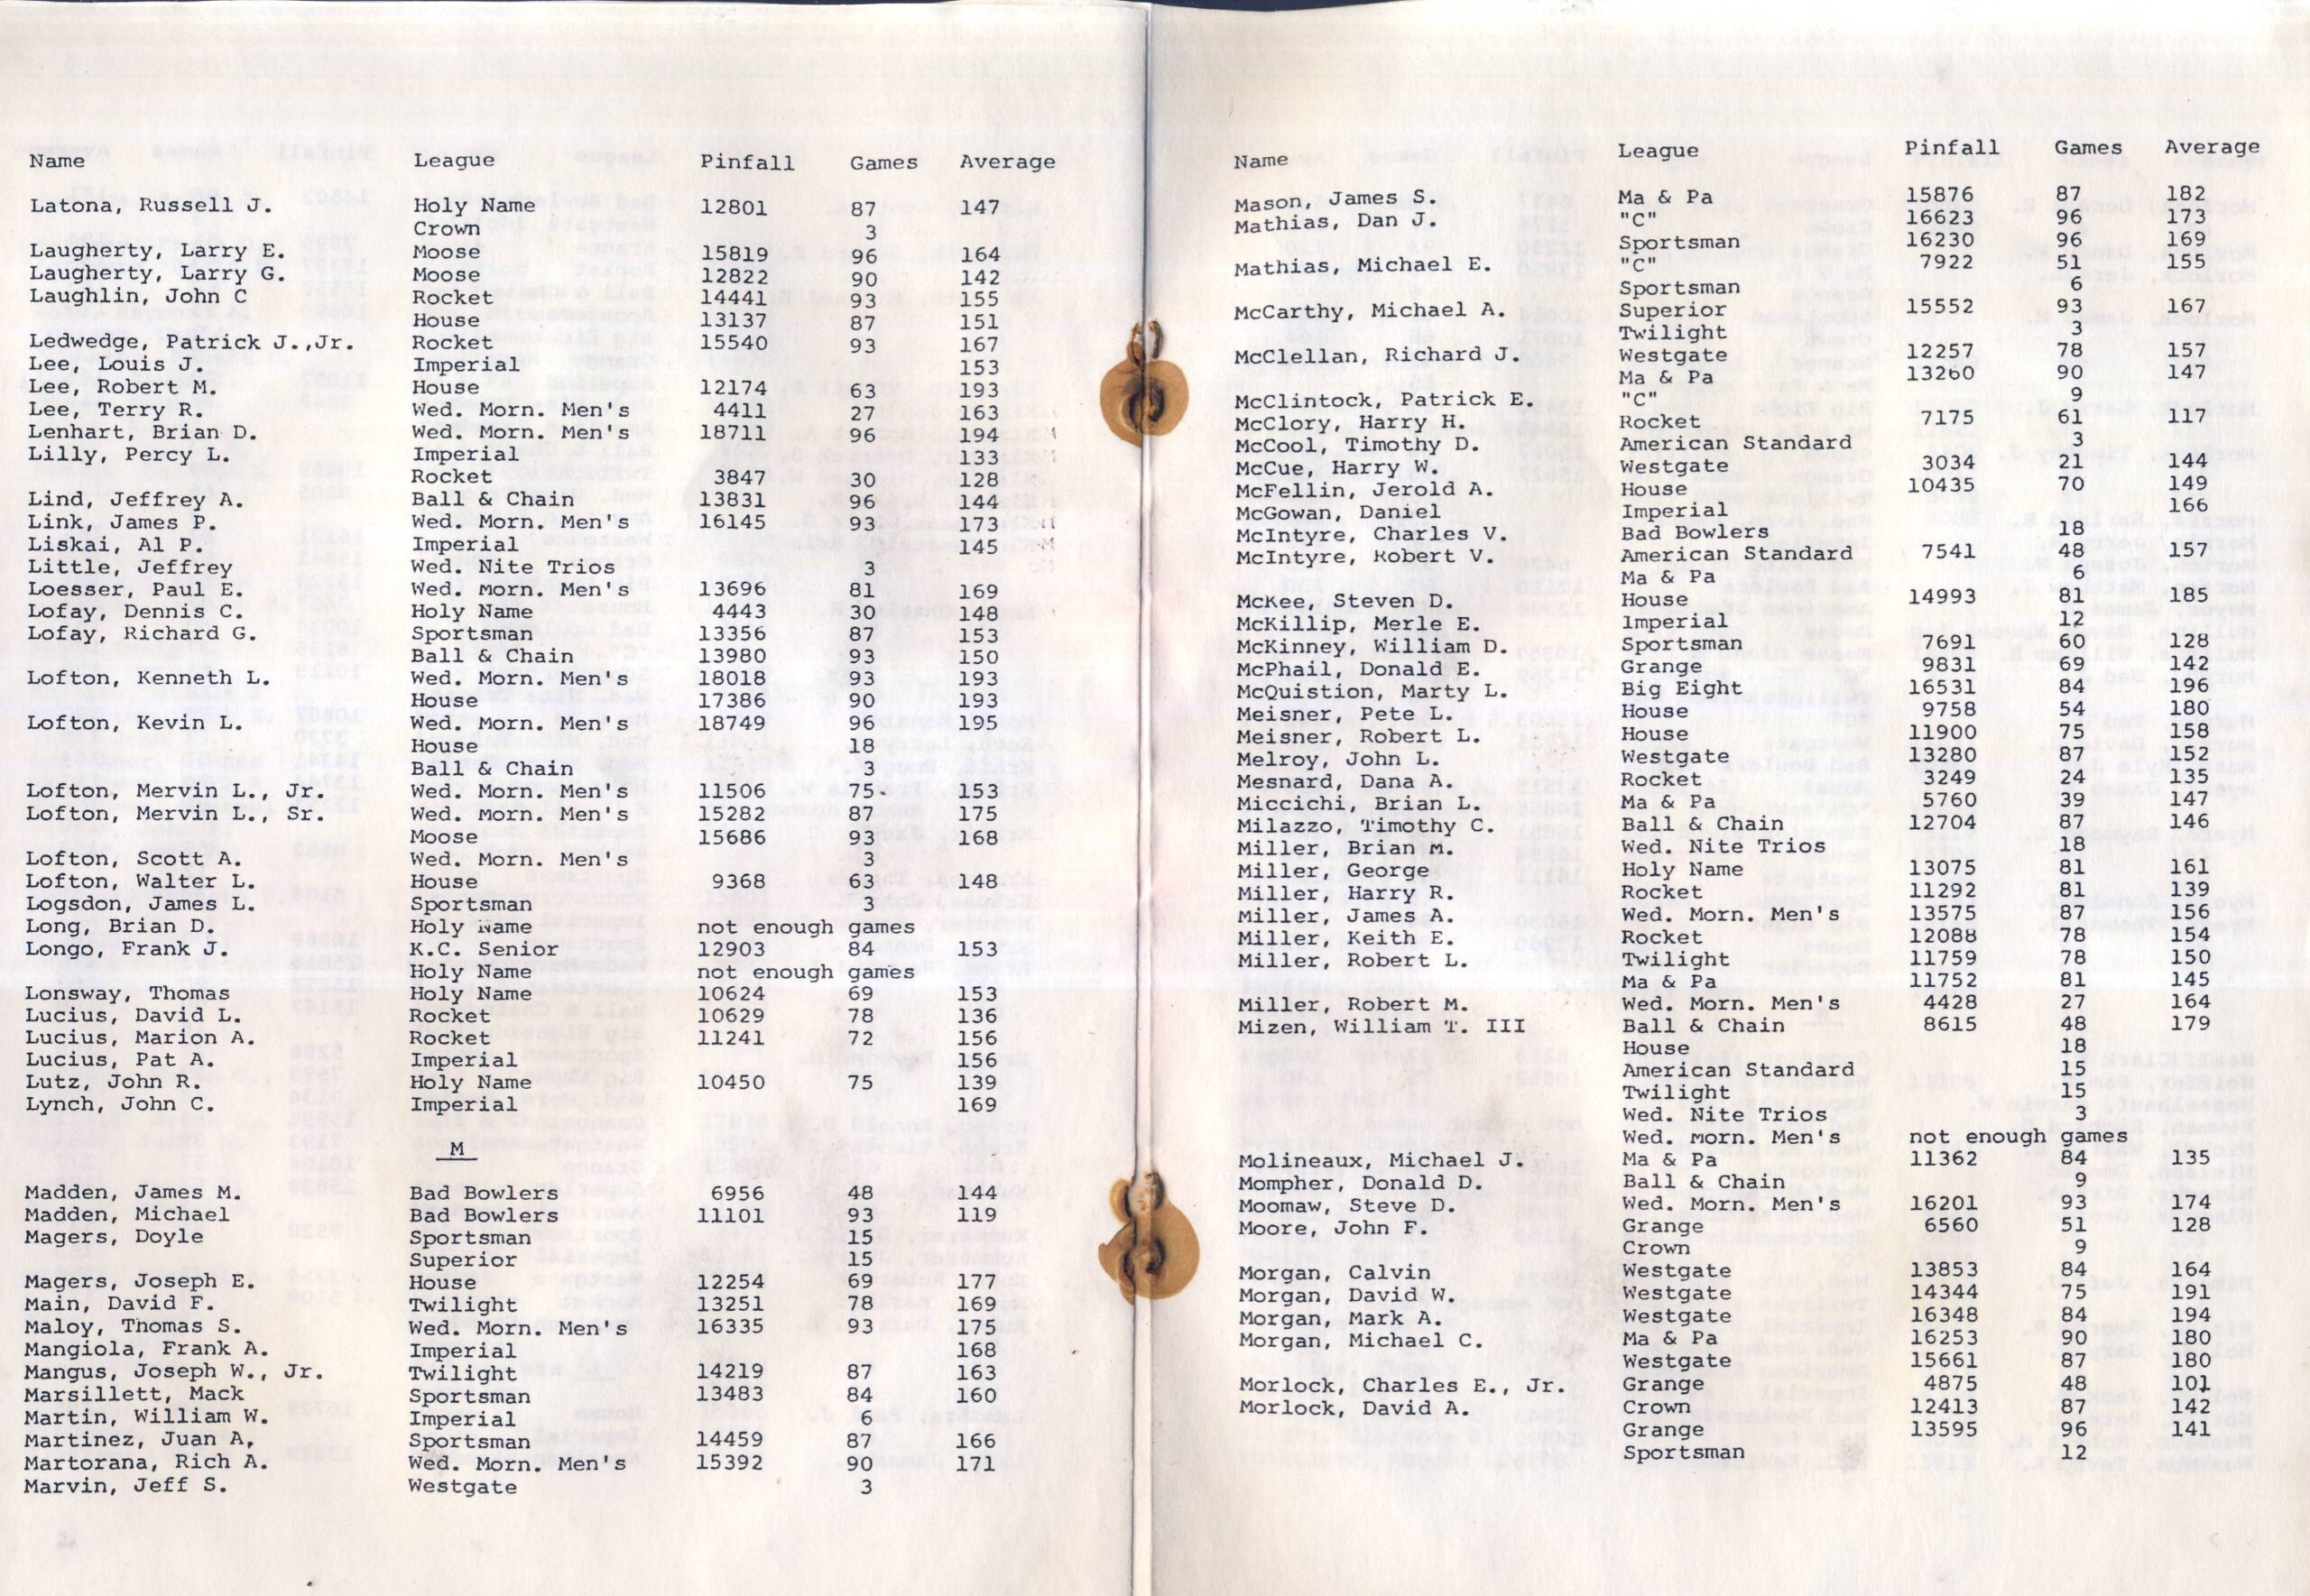 Name League Pinfall Games Average
Latona, Russell J. Holy Name 12801 87 147
Crown 3
Laugherty, Larry E. Moose 15819 96 164
Laugherty, Larry G. Moose 12822 90 142
Laughlin, John C Rocket 14441 93 155
House 13137 87 151
Ledwedge, Patrick J.,Jr. Rocket 15540 93 167
Lee, Louis J. Imperial 153
Lee, Robert M. House 12174 63 193
Lee, Terry R. Wed. Morn. Men's 4411 27 163
Lenhart, Brian D. Wed. Morn. Men's 18711 96 194
Lilly, Percy L. Imperial 133
Rocket 3847 30 128
Lind, Jeffrey A. Ball & Chain 13831 96 144
Link, James P. Wed. Morn. Men's 16145 93 173
Liskai, Al P. Imperial 145
Little, Jeffrey Wed. Nite Trios 3
Loesser, Paul E. Wed. Morn. Men's 13696 81 169
Lofay, Dennis C. Holy Name 4443 30 148
Lofay, Richard G. Sportsman 13356 87 153
Ball & Chain 13980 93 150
Lofton, Kenneth L. Wed. Morn. Men's 18018 93 193
House 17386 90 193
Lofton, Kevin L. Wed. Morn. Men's 18749 96 195
House 18
Ball & Chain 3
Lofton, Mervin L., Jr. Wed. Morn. Men's 11506 75 153
Lofton, Mervin L., Sr. Wed. Morn. Men's 15282 87 175
Moose 15686 93 168
Lofton, Scott A. Wed. Morn. Men's 3
Lofton, Walter L. House 9368 63 148
Logsdon, James L. Sportsman 3
Long, Brian D. Holy Name not enough games
Longo, Frank J. K.C. Senior 12903 84 153
Holy Name not enough games
Lonsway, Thomas Holy Name 10624 69 153
Lucius, David L. Rocket 10629 78 136
Lucius, Marion A. Rocket 11241 72 156
Lucius, Pat A. Imperial 156
Lutz, John R. Holy Name 10450 75 139
Lynch, John C. Imperial 169
M
Madden, James M. Bad Bowlers 6956 48 144
Madden, Michael Bad Bowlers 11101 93 119
Magers, Doyle Sportsman 15
Superior 15
Magers, Joseph E. House 12254 69 177
Main, David F. Twilight 13251 78 169
Maloy, Thomas S. Wed. Morn. Men's 16335 93 175
Mangiola, Frank A. Imperial 168
Mangus, Joseph W., Jr. Twilight 14219 87 163
Marsillett, Mack Sportsman 13483 84 160
Martin, William W. Imperial 6
Martinez, Juan A, Sportsman 14459 87 166
Martorana, Rich A. Wed. Morn. Men's 15392 90 171
Marvin, Jeff S. Westgate 3
Name League Pinfall Games Average
Mason, James S. Ma & Pa 15876 87 182
Mathias, Dan J. "C" 16623 96 173
Sportsman 16230 96 169
Mathias, Michael E. "C" 7922 51 155
Sportsman 6
McCarthy, Michael A. Superior 15552 93 167
Twilight 3
McClellan, Richard J. Westgate 12257 78 157
Ma & Pa 13260 90 147
McClintock, Patrick E. "C" 9
McClory, Harry H. Rocket 7175 61 117
McCool, Timothy D. American Standard 3
McCue, Harry W. Westgate 3034 21 144
McFellin, Jerold A. House 10435 70 149
McGowan, Daniel Imperial 166
McIntyre, Charles V. Bad Bowlers 18
McIntyre, Robert V. American Standard 7541 48 157
Ma & Pa 6
McKee, Steven D. House 14993 81 185
McKillip, Merle E. Imperial 12
McKinney, William D. Sportsman 7691 60 128
McPhail, Donald E. Grange 9831 69 142
McQuistion, Marty L. Big Eight 16531 84 196
Meisner, Pete L. House 9758 54 180
Meisner, Robert L. House 11900 75 158
Melroy, John L. Westgate 13280 87 152
Mesnard, Dana A. Rocket 3249 24 135
Miccichi, Brian L. Ma & Pa 5760 39 147
Milazzo, Timothy C. Ball & Chain 12704 87 146
Miller, Brian M. Wed. Nite Trios 18
Miller, George Holy Name 13075 81 161
Miller, Harry R. Rocket 11292 81 139
Miller, James A. Wed. Morn. Men's 13575 87 156
Miller, Keith E. Rocket 12088 78 154
Miller, Robert L. Twilight 11759 78 150
Ma & Pa 11752 81 145
Miller, Robert M. Wed. Morn. Men's 4428 27 164
Mizen, William T. III Ball & Chain 8615 48 179
House 18
American Standard 15
Twilight 15
Wed. Nite Trios 3
Wed. Morn. Men's not enough games
Molineaux, Michael J. Ma & Pa 11362 84 135
Mompher, Donald D. Ball & Chain 9
Moomaw, Steve D. Wed. Morn. Men's 16201 93 174
Moore, John F. Grange 6560 51 128
Crown 9
Morgan, Calvin Westgate 13853 84 164
Morgan, David W. Westgate 14344 75 191
Morgan, Mark A. Westgate 16348 84 194
Morgan, Michael C. Ma & Pa 16253 90 180
Westgate 15661 87 180
Morlock, Charles E., Jr. Grange 4875 48 101
Morlock, David A. Crown 12413 87 142
Grange 13595 96 141
Sportsman 12